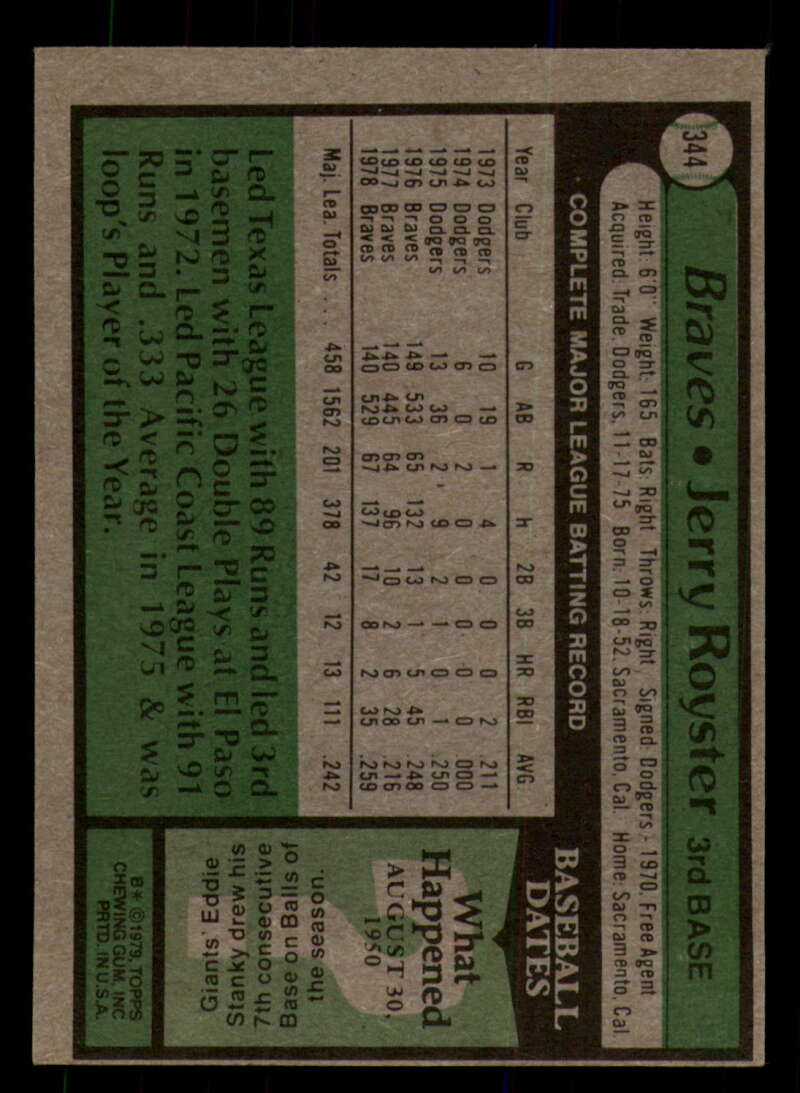 344
Braves • Jerry Royster 3rd BASE
Height: 6'0" Weight: 165 Bats: Right Throws: Right Signed: Dodgers - 1970, Free Agent
Acquired: Trade, Dodgers, 11-17-75 Born: 10-18-52, Sacramento, Cal. Home: Sacramento, Cal
COMPLETE MAJOR LEAGUE BATTING RECORD
Year Club G AB R H 2B 3B HR RBI AVG
1973 Dodgers 10 19 1 4 0 0 0 2 .211
1974 Dodgers 6 0 2 0 0 0 0 0 .000
1975 Dodgers 13 36 2 9 2 1 0 1 .250
1976 Braves 149 533 65 132 13 1 5 45 .248
1977 Braves 140 445 64 96 10 2 6 28 .216
1978 Braves 140 529 67 137 17 8 2 35 .259
Maj. Lea. Totals ... 458 1562 201 378 42 12 13 111 .242
Led Texas League with 89 Runs and led 3rd
basemen with 26 Double Plays at El Paso
in 1972. Led Pacific Coast League with 91
Runs and .333 Average in 1975 & was
loop's Player of the Year.
BASEBALL
DATES
What
Happened
AUGUST 30,
1950
Giants' Eddie
Stanky drew his
7th consecutive
Base on Balls of
the season.
B* ©1979, TOPPS
CHEWING GUM, INC
PRTD. IN U.S.A.